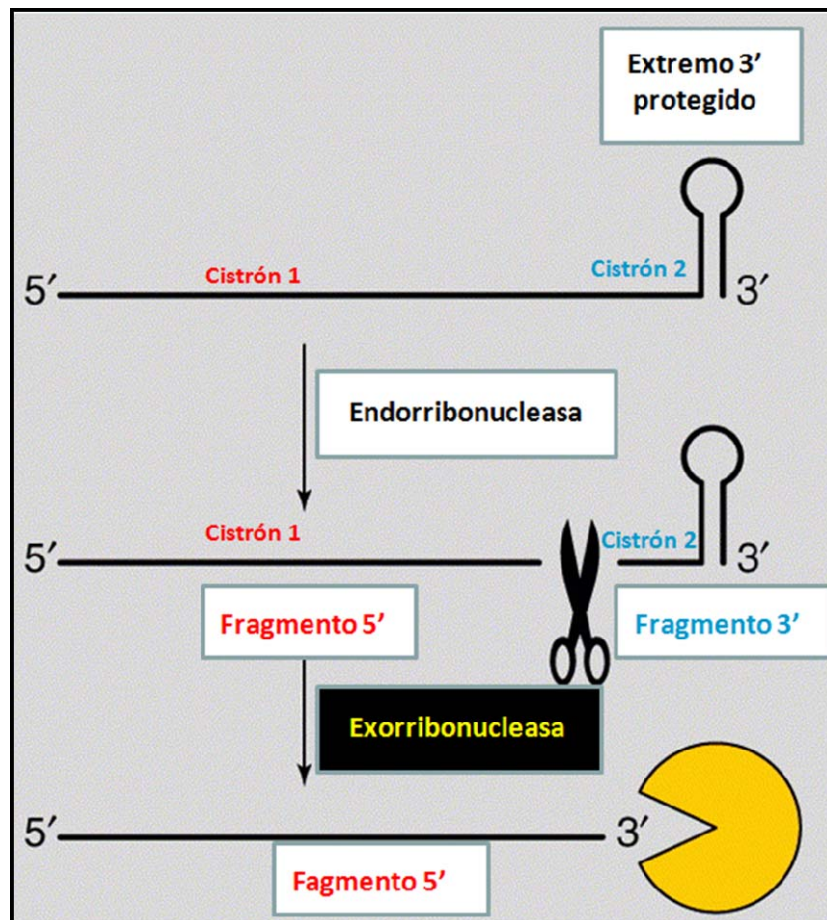 Extremo 3’
protegido
Cistrón 1
Cistrón 2
5′
3′
Endorribonucleasa
Cistrón 1
Cistrón 2
5′
3′
Fragmento 5’
Fragmento 3’
Exorribonucleasa
5′
3′
Fagmento 5’